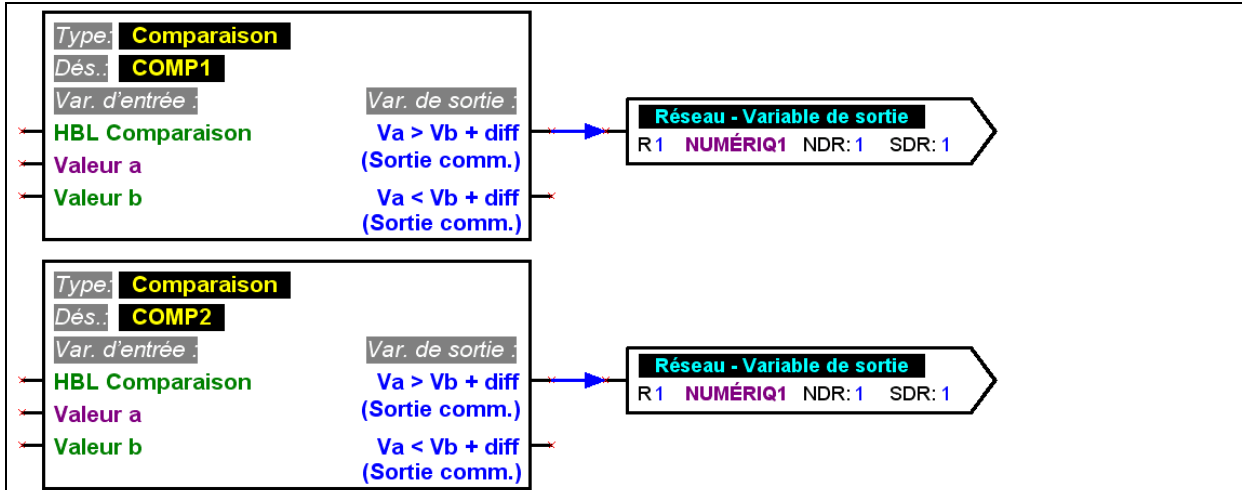 Type: Comparaison
Dés.: COMP1
Var. d'entrée : Var. de sortie :
HBL Comparaison Va > Vb + diff
Valeur a (Sortie comm.)
Valeur b Va < Vb + diff
(Sortie comm.)
Réseau - Variable de sortie
R1 NUMÉRIQ1 NDR: 1 SDR: 1
Type: Comparaison
Dés.: COMP2
Var. d'entrée : Var. de sortie :
HBL Comparaison Va > Vb + diff
Valeur a (Sortie comm.)
Valeur b Va < Vb + diff
(Sortie comm.)
Réseau - Variable de sortie
R1 NUMÉRIQ1 NDR: 1 SDR: 1